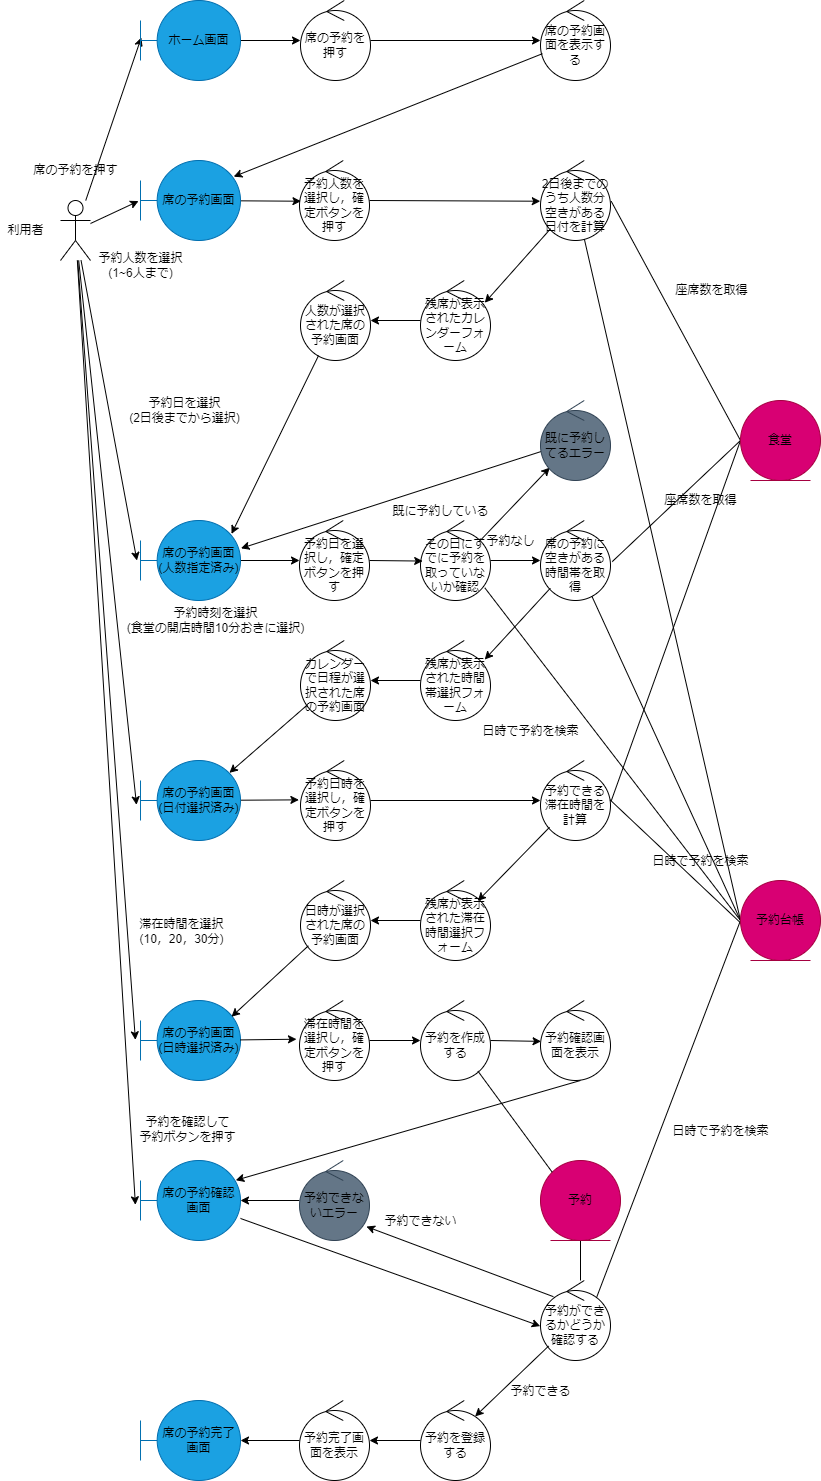 ホーム画面
席の予約を
押す
席の予約画
面を表示す
る
席の予約を押す
席の予約画面
予約人数を
選択し，確
定ボタンを
押す
2日後までの
うち人数分
空きがある
日付を計算
利用者
予約人数を選択
(1~6人まで)
座席数を取得
人数が選択
された席の
予約画面
残席が表示
されたカレ
ンダーフォ
ーム
予約日を選択
(2日後までから選択)
既に予約し
てるエラー
食堂
座席数を取得
既に予約している
席の予約画面
(人数指定済み)
予約日を選
択し，確定
ボタンを押
す
その日にす
でに予約を
取っていな
いか確認
予約なし
席の予約に
空きがある
時間帯を取
得
予約時刻を選択
(食堂の開店時間10分おきに選択)
カレンダー
で日程が選
択された席
の予約画面
残席が表示
された時間
帯選択フォ
ーム
日時で予約を検索
席の予約画面
(日付選択済み)
予約日時を
選択し，確
定ボタンを
押す
予約できる
滞在時間を
計算
日時で予約を検索
滞在時間を選択
(10，20，30分)
日時が選択
された席の
予約画面
残席が表示
された滞在
時間選択フ
ォーム
予約台帳
席の予約画面
(日時選択済み)
滞在時間を
選択し，確
定ボタンを
押す
予約を作成
する
予約確認画
面を表示
予約を確認して
予約ボタンを押す
日時で予約を検索
席の予約確認
画面
予約できな
いエラー
予約できない
予約
予約ができ
るかどうか
確認する
予約できる
席の予約完了
画面
予約完了画
面を表示
予約を登録
する